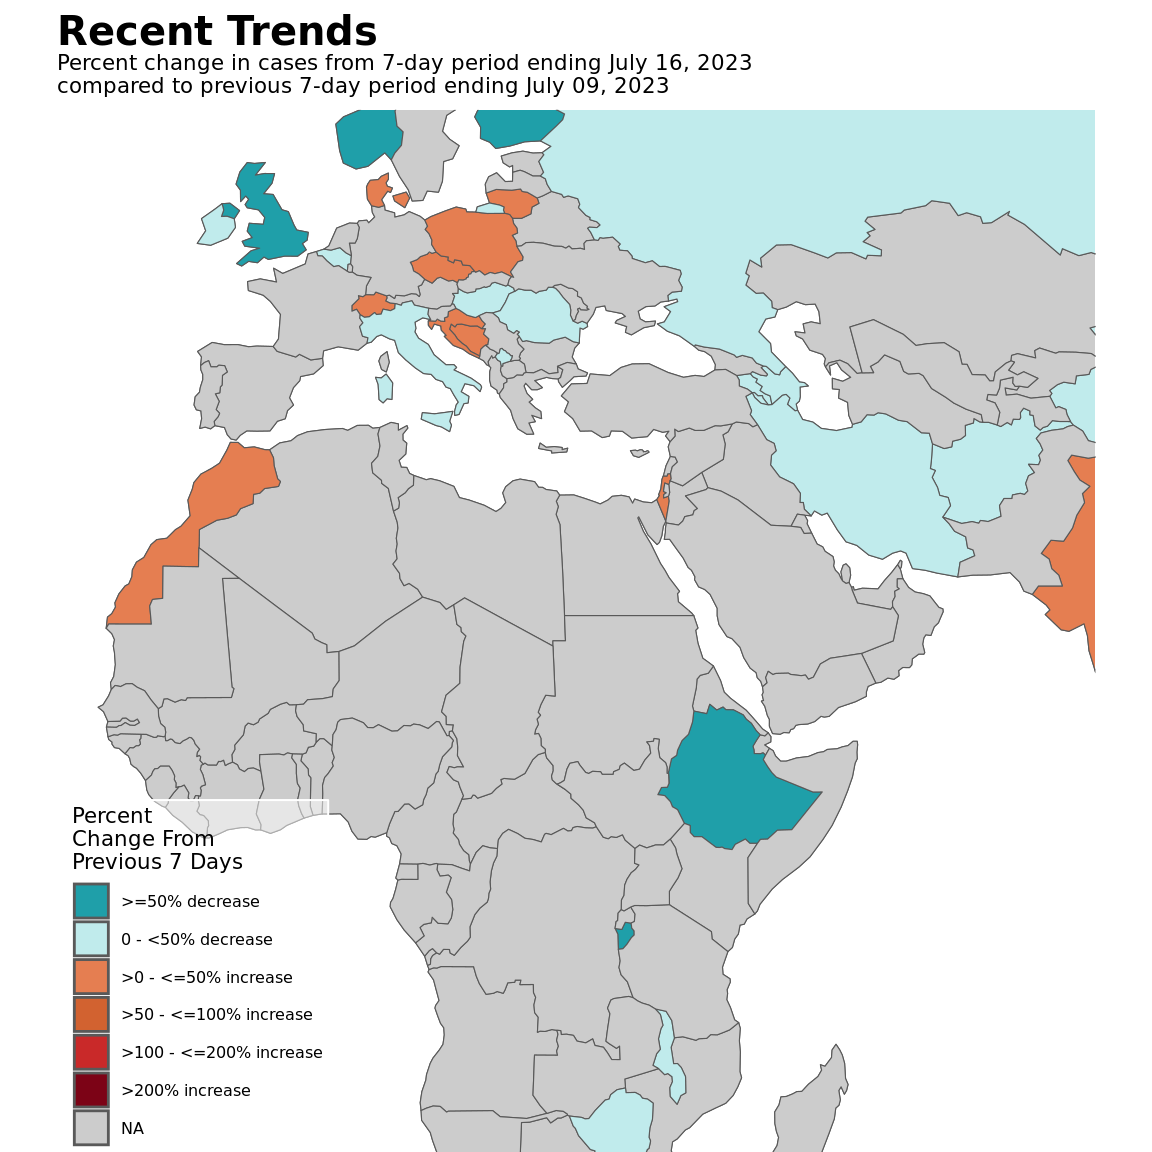 Recent Trends
Percent change in cases from 7-day period ending July 16, 2023
compared to previous 7-day period ending July 09, 2023
Percent
Change From
Previous 7 Days
>=50% decrease
0 - <50% decrease
>0 - <=50% increase
>50 - <=100% increase
>100 - <=200% increase
>200% increase
NA